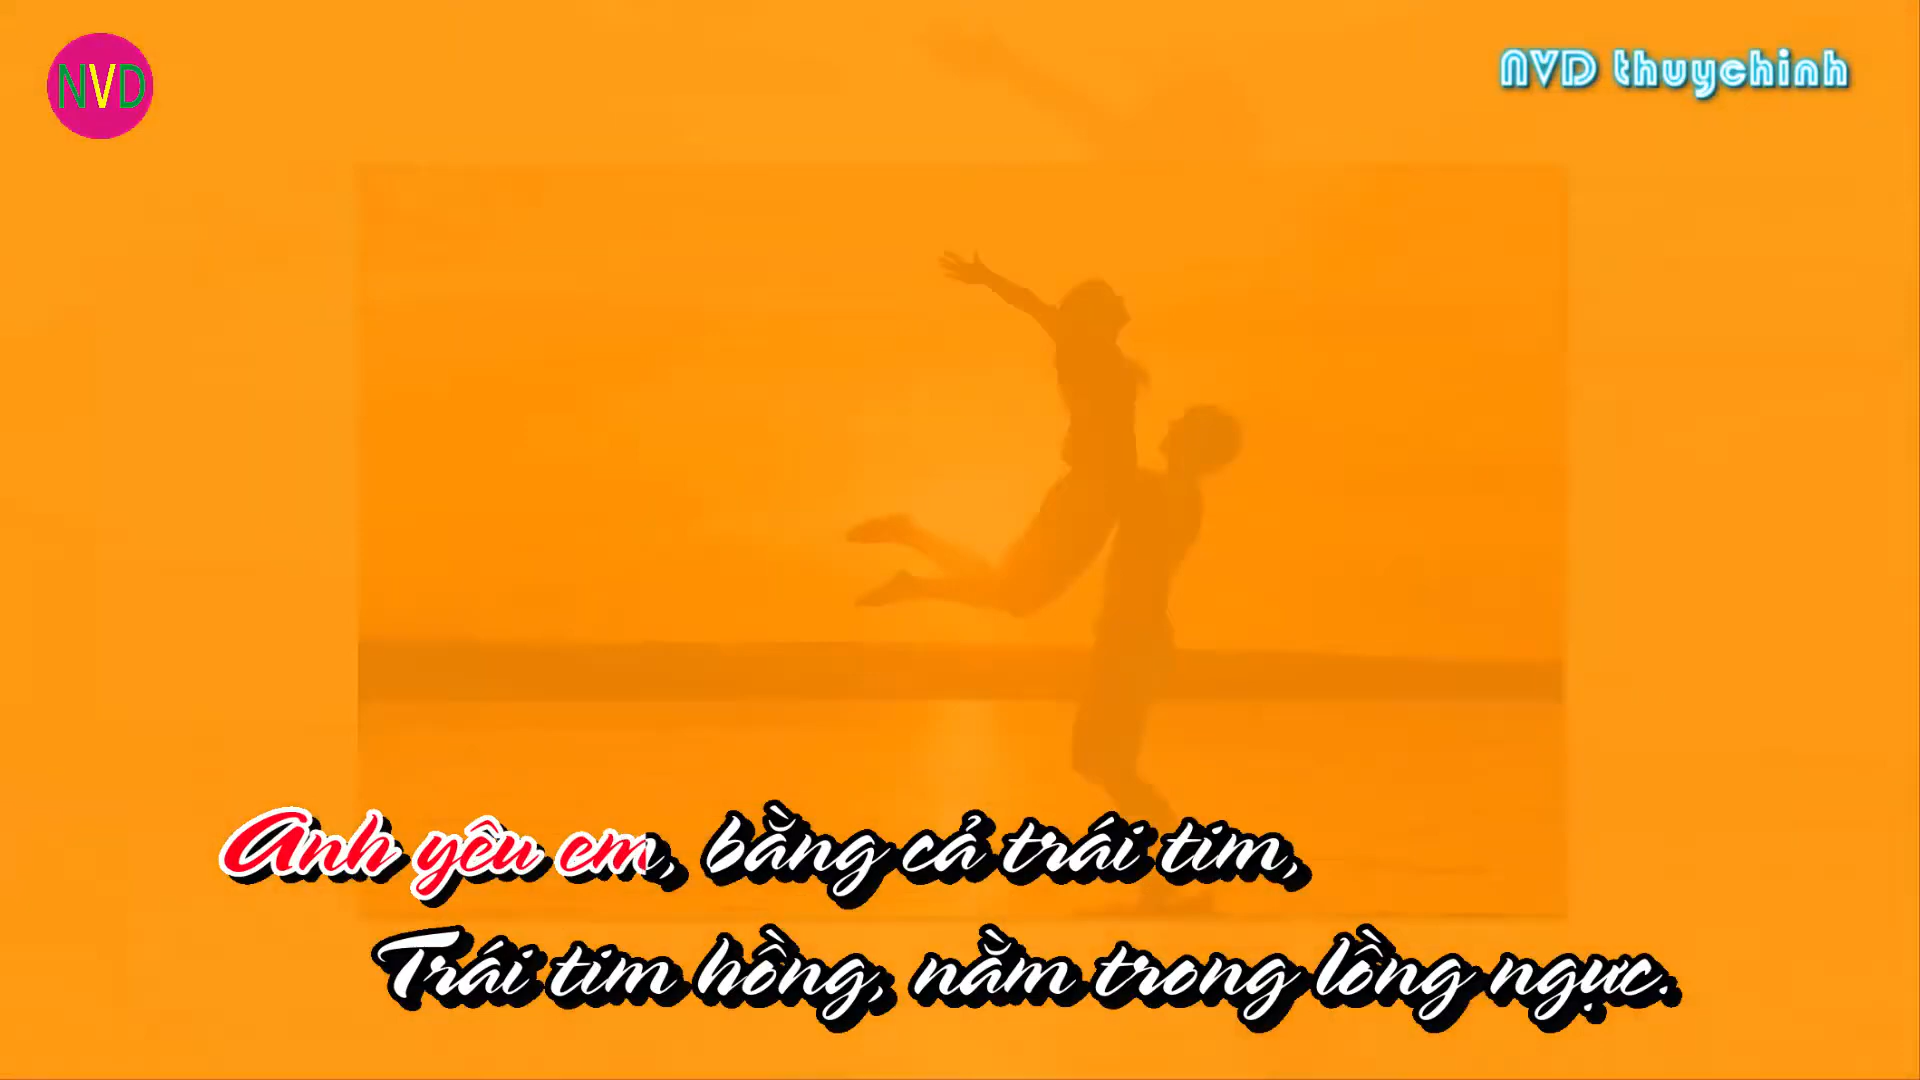 NVD
NVD thuychinh
Anh yêu em, bằng cả trái tim,
Trái tim hồng, nằm trong lồng ngực.